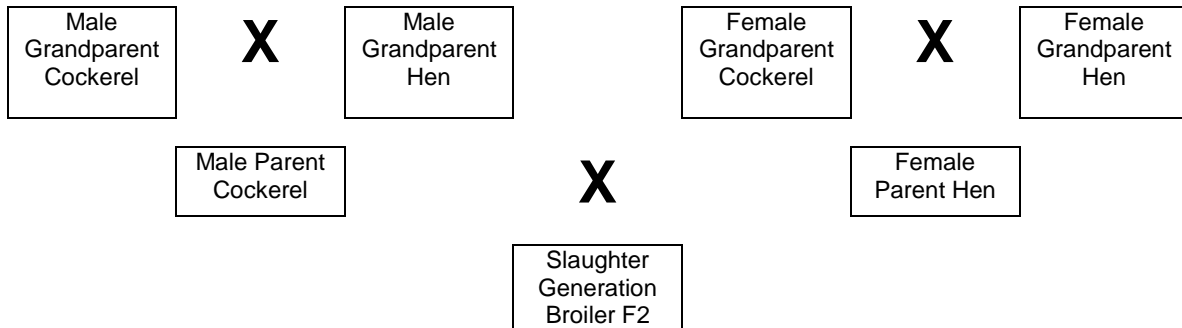 Male
Grandparent
Cockerel
X
Male
Grandparent
Hen
Female
Grandparent
Cockerel
X
Female
Grandparent
Hen
Male Parent
Cockerel
X
Female
Parent Hen
Slaughter
Generation
Broiler F2